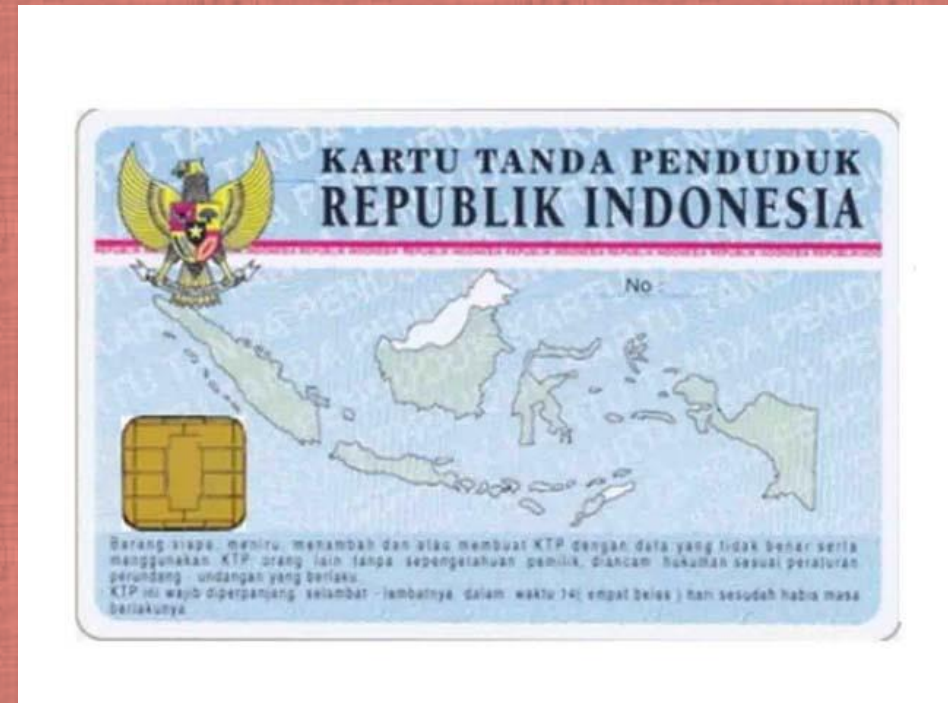 KARTU TANDA PENDUDUK
REPUBLIK INDONESIA
No :
Barang siapa, meniru, menambah dan atau membuat KTP dengan data yang tidak benar serta
menggunakan KTP orang lain tanpa sepengetahuan pemilik, diancam hukuman sesuai peraturan
perundang - undangan yang berlaku.
KTP ini wajib diperpanjang selambat - lambatnya dalam waktu 14( empat belas ) hari sesudah habis masa
berlakunya